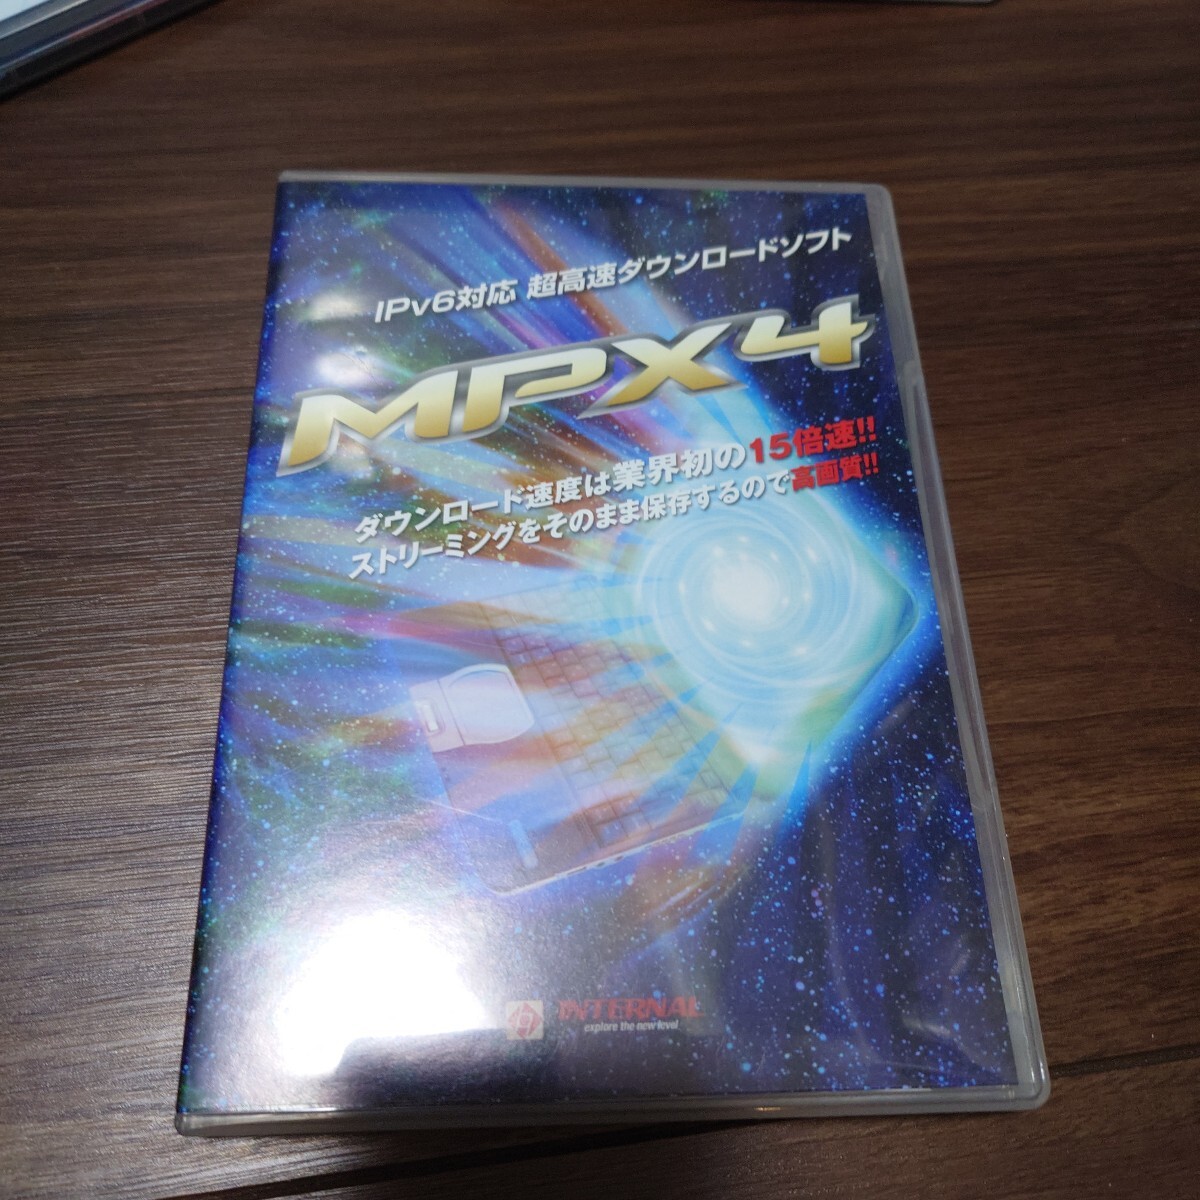 IPv6対応 超高速ダウンロードソフト
MPX4
ダウンロード速度は業界初の15倍速!!
ストリーミングをそのまま保存するので高画質!!
INTERNAL
explore the new level